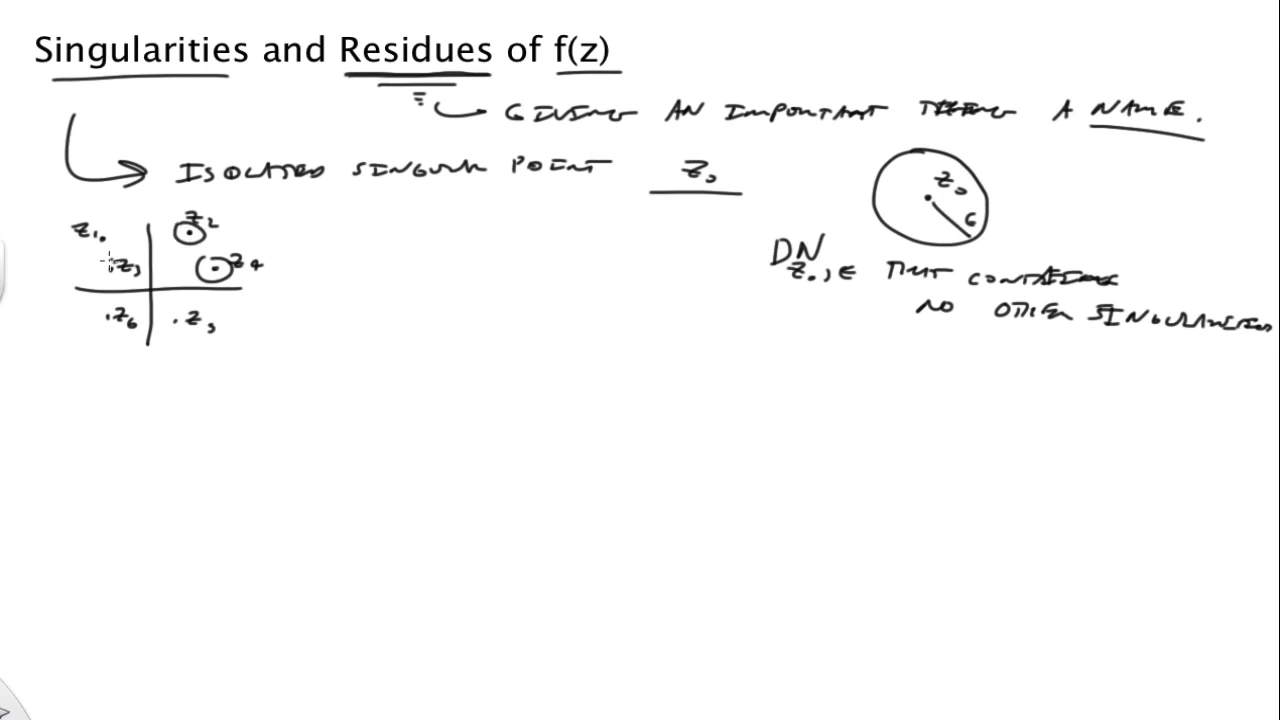 Singularities and Residues of f(z)
GIVING AN IMPORTANT THING A NAME.
ISOLATED SINGULAR POINT z₀
z₀
ε
z₁
z₂
z₃
z₄
DN z₀, ε THAT CONTAINS
NO OTHER SINGULARITIES
z₆
z₅